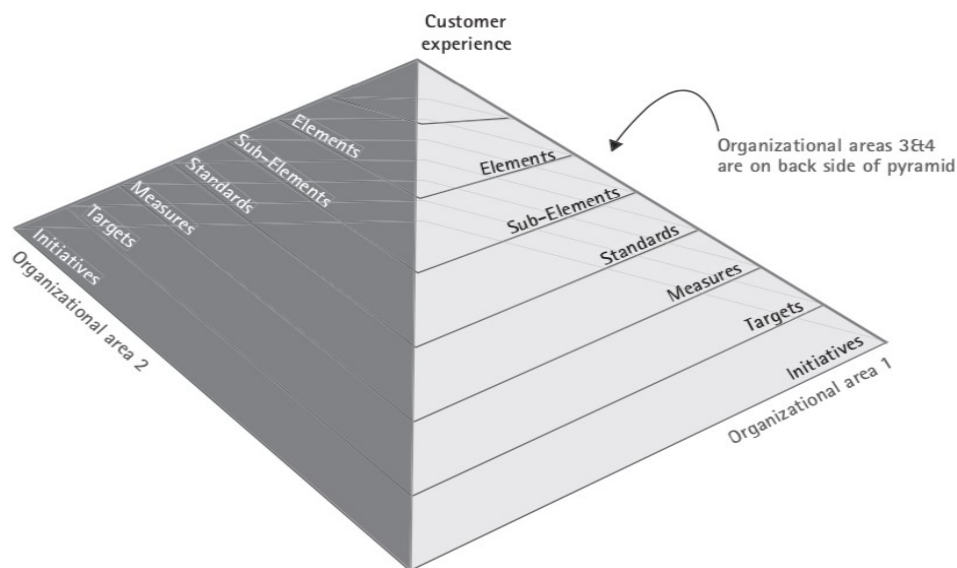 Customer
experience
Organizational areas 3&4
are on back side of pyramid
Elements
Sub-Elements
Standards
Measures
Targets
Initiatives
Organizational area 2
Elements
Sub-Elements
Standards
Measures
Targets
Initiatives
Organizational area 1